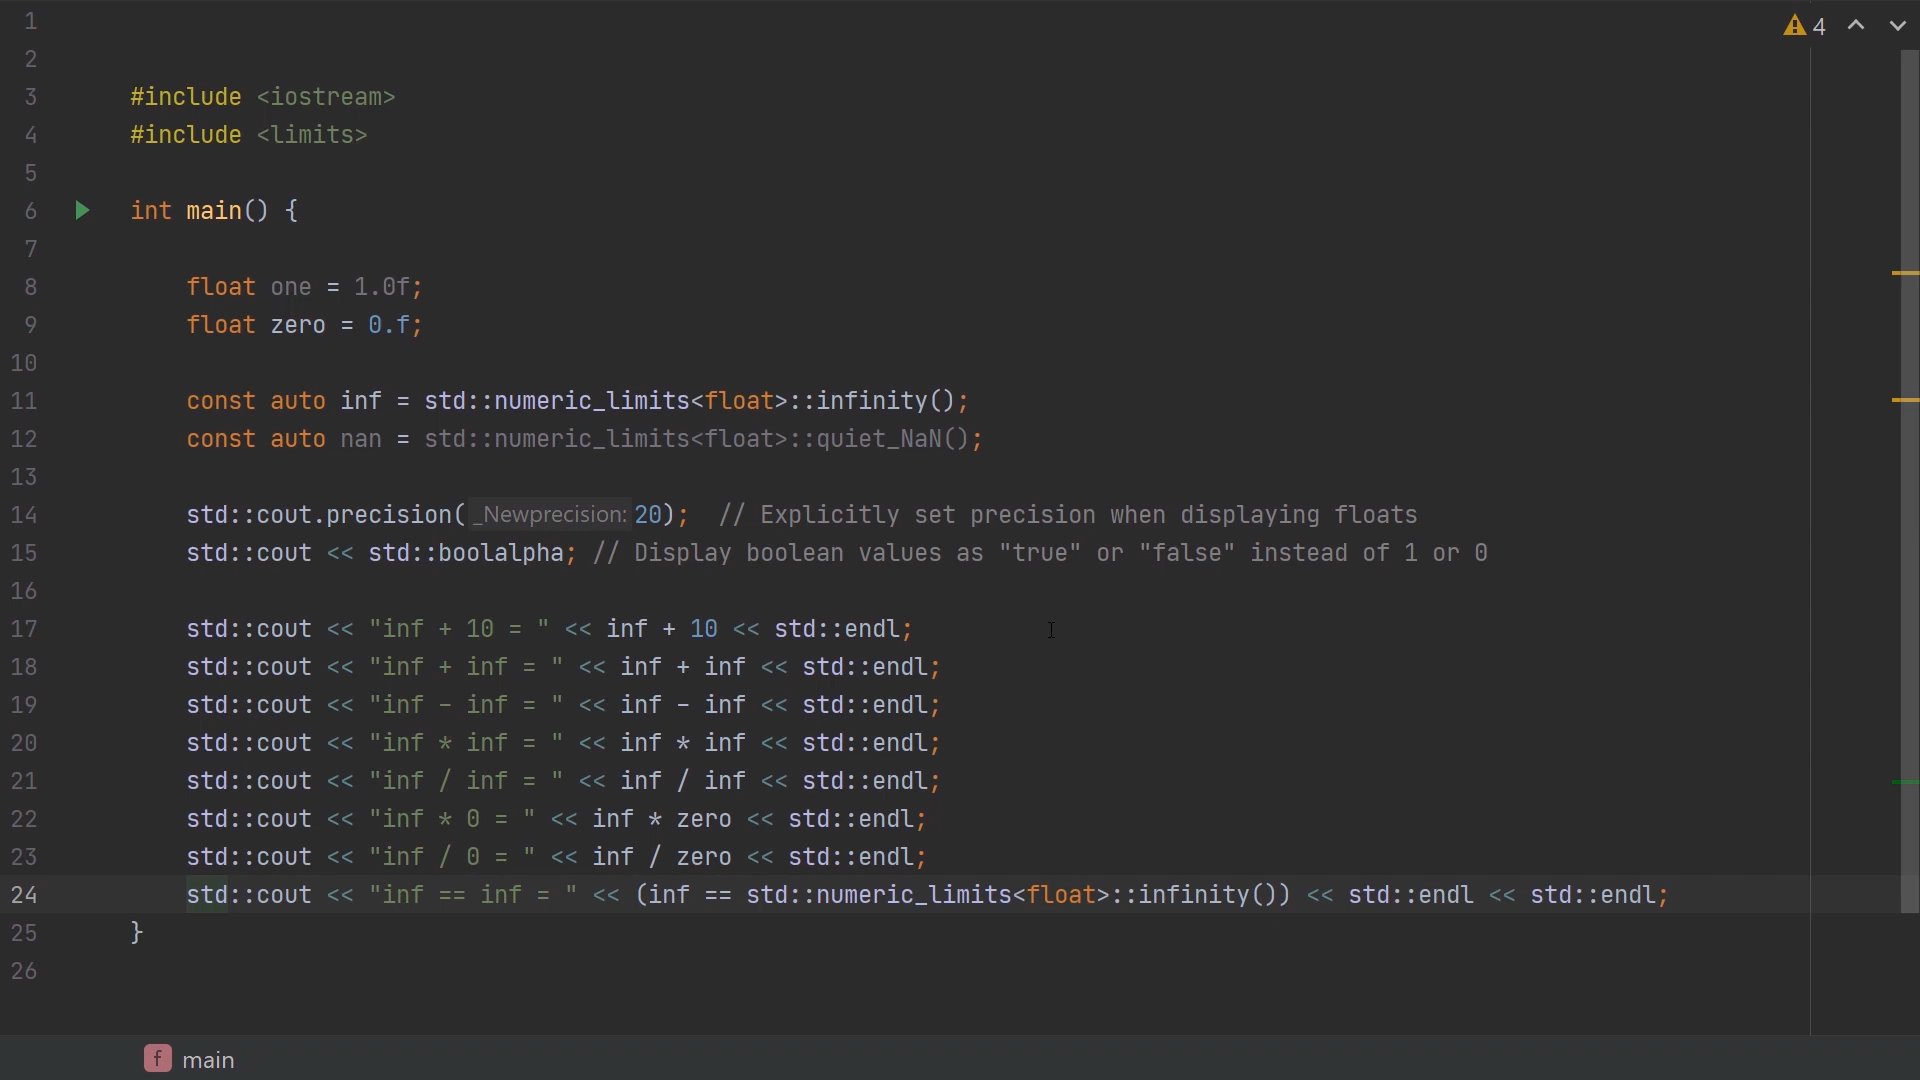 4
1
2
3 #include <iostream>
4 #include <limits>
5
6 int main() {
7
8 float one = 1.0f;
9 float zero = 0.f;
10
11 const auto inf = std::numeric_limits<float>::infinity();
12 const auto nan = std::numeric_limits<float>::quiet_NaN();
13
14 std::cout.precision( _Newprecision: 20);  // Explicitly set precision when displaying floats
15 std::cout << std::boolalpha; // Display boolean values as "true" or "false" instead of 1 or 0
16
17 std::cout << "inf + 10 = " << inf + 10 << std::endl;
18 std::cout << "inf + inf = " << inf + inf << std::endl;
19 std::cout << "inf - inf = " << inf - inf << std::endl;
20 std::cout << "inf * inf = " << inf * inf << std::endl;
21 std::cout << "inf / inf = " << inf / inf << std::endl;
22 std::cout << "inf * 0 = " << inf * zero << std::endl;
23 std::cout << "inf / 0 = " << inf / zero << std::endl;
24 std::cout << "inf == inf = " << (inf == std::numeric_limits<float>::infinity()) << std::endl << std::endl;
25 }
26
f main